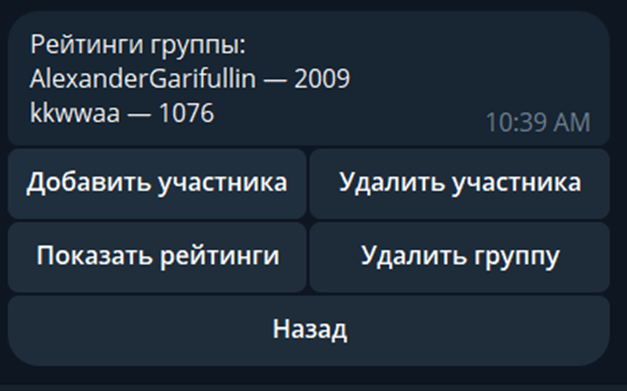 Рейтинги группы:
AlexanderGarifullin — 2009
kkwwaa — 1076
10:39 AM
Добавить участника
Удалить участника
Показать рейтинги
Удалить группу
Назад